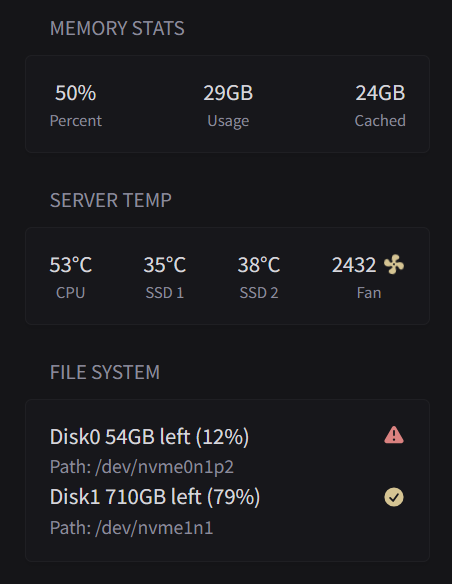 MEMORY STATS
50% 29GB 24GB
Percent Usage Cached
SERVER TEMP
53°C 35°C 38°C 2432
CPU SSD 1 SSD 2 Fan
FILE SYSTEM
Disk0 54GB left (12%)
Path: /dev/nvme0n1p2
Disk1 710GB left (79%)
Path: /dev/nvme1n1